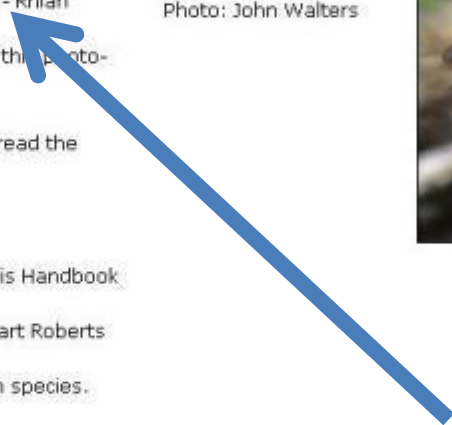 - Rhian
Photo: John Walters
this photo-
read the
is Handbook
art Roberts
n species.